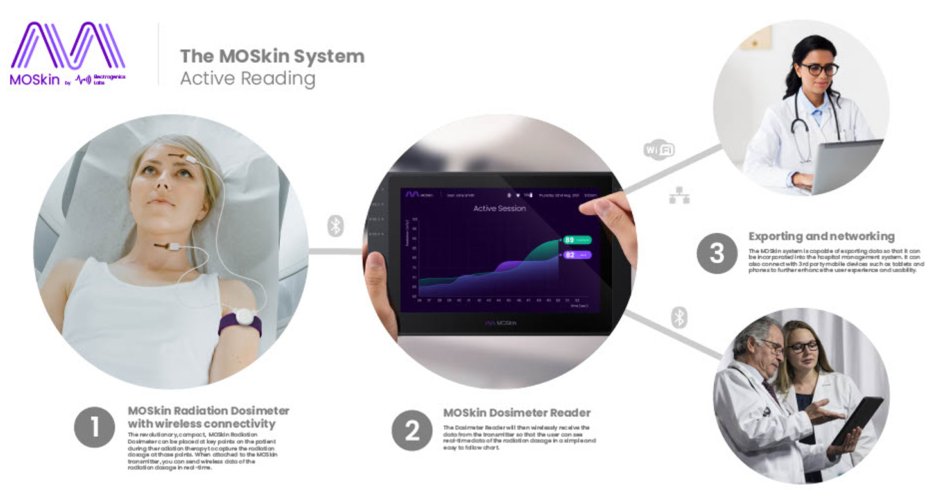 MOSkin by Electrogenics Labs
The MOSkin System
Active Reading
WiFi
MOSkin
Active Session
89
82
MOSkin
1
MOSkin Radiation Dosimeter
with wireless connectivity
The revolutionary, compact, MOSkin Radiation
Dosimeter can be placed at key points on the patient
during the radiation therapy to capture the radiation
dosage at those points. When attached to the MOSkin
transmitter, you can send wireless data of the
radiation dosage in real-time.
2
MOSkin Dosimeter Reader
The Dosimeter Reader will then wirelessly receive the
data from the transmitter so that the user can see
real-time data of the radiation dosage in a simple and
easy to follow chart.
3
Exporting and networking
The MOSkin system is capable of exporting data so that it can
be incorporated into the hospital management system. It can
also connect with 3rd party mobile devices such as tablets and
phones to further enhance the user experience and usability.